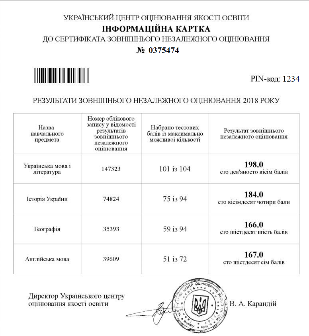 УКРАЇНСЬКИЙ ЦЕНТР ОЦІНЮВАННЯ ЯКОСТІ ОСВІТИ
ІНФОРМАЦІЙНА КАРТКА
ДО СЕРТИФІКАТА ЗОВНІШНЬОГО НЕЗАЛЕЖНОГО ОЦІНЮВАННЯ
№ 0375474
PIN-код: 1234
РЕЗУЛЬТАТИ ЗОВНІШНЬОГО НЕЗАЛЕЖНОГО ОЦІНЮВАННЯ 2018 РОКУ
Назва навчального предмета
Номер облікового запису у відомості результатів зовнішнього незалежного оцінювання
Набрано тестових балів із максимально можливої кількості
Результат зовнішнього незалежного оцінювання
Українська мова і література 147323 101 із 104 198.0
сто дев'яносто вісім балів
Історія України 74824 75 із 94 184.0
сто вісімдесят чотири бали
Географія 35393 59 із 94 166.0
сто шістдесят шість балів
Англійська мова 39609 51 із 72 167.0
сто шістдесят сім балів
Директор Українського центру
оцінювання якості освіти
В. А. Карандій